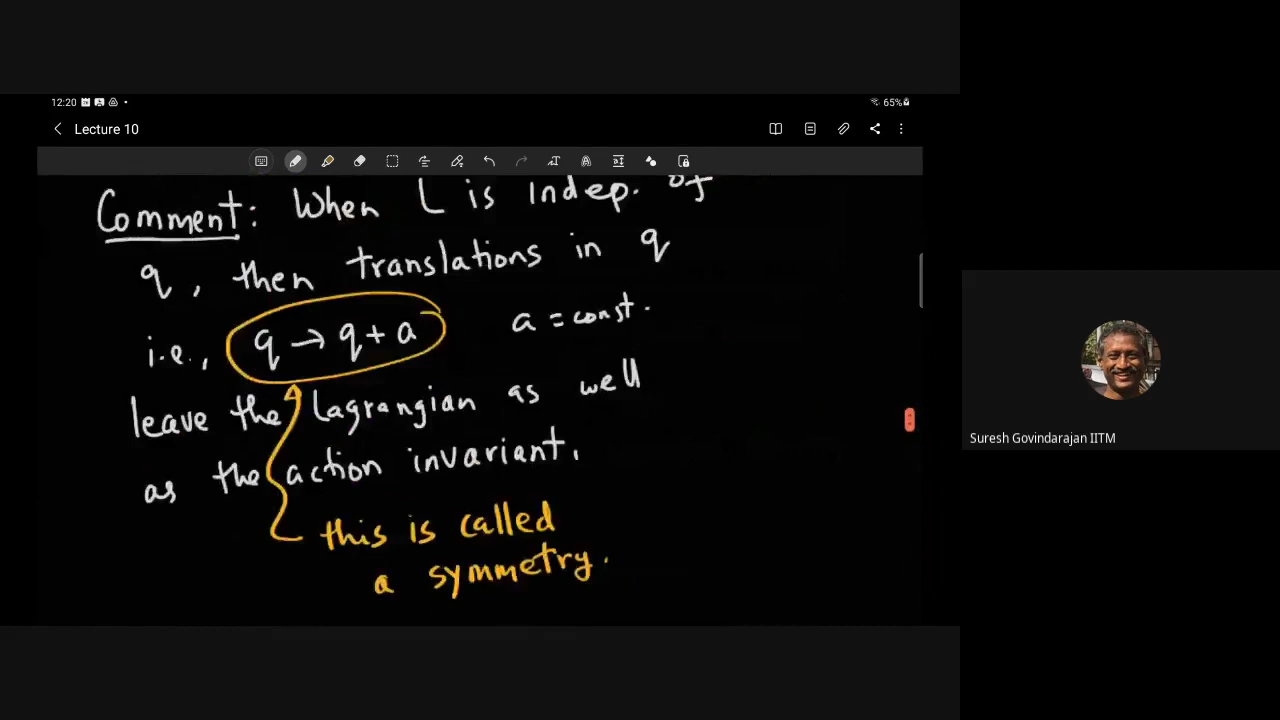 12:20
65%
Lecture 10
Comment: When L is indep. of
q, then translations in q
i.e., q → q + a a = const.
leave the Lagrangian as well
as the action invariant.
this is called
a symmetry.
Suresh Govindarajan IITM